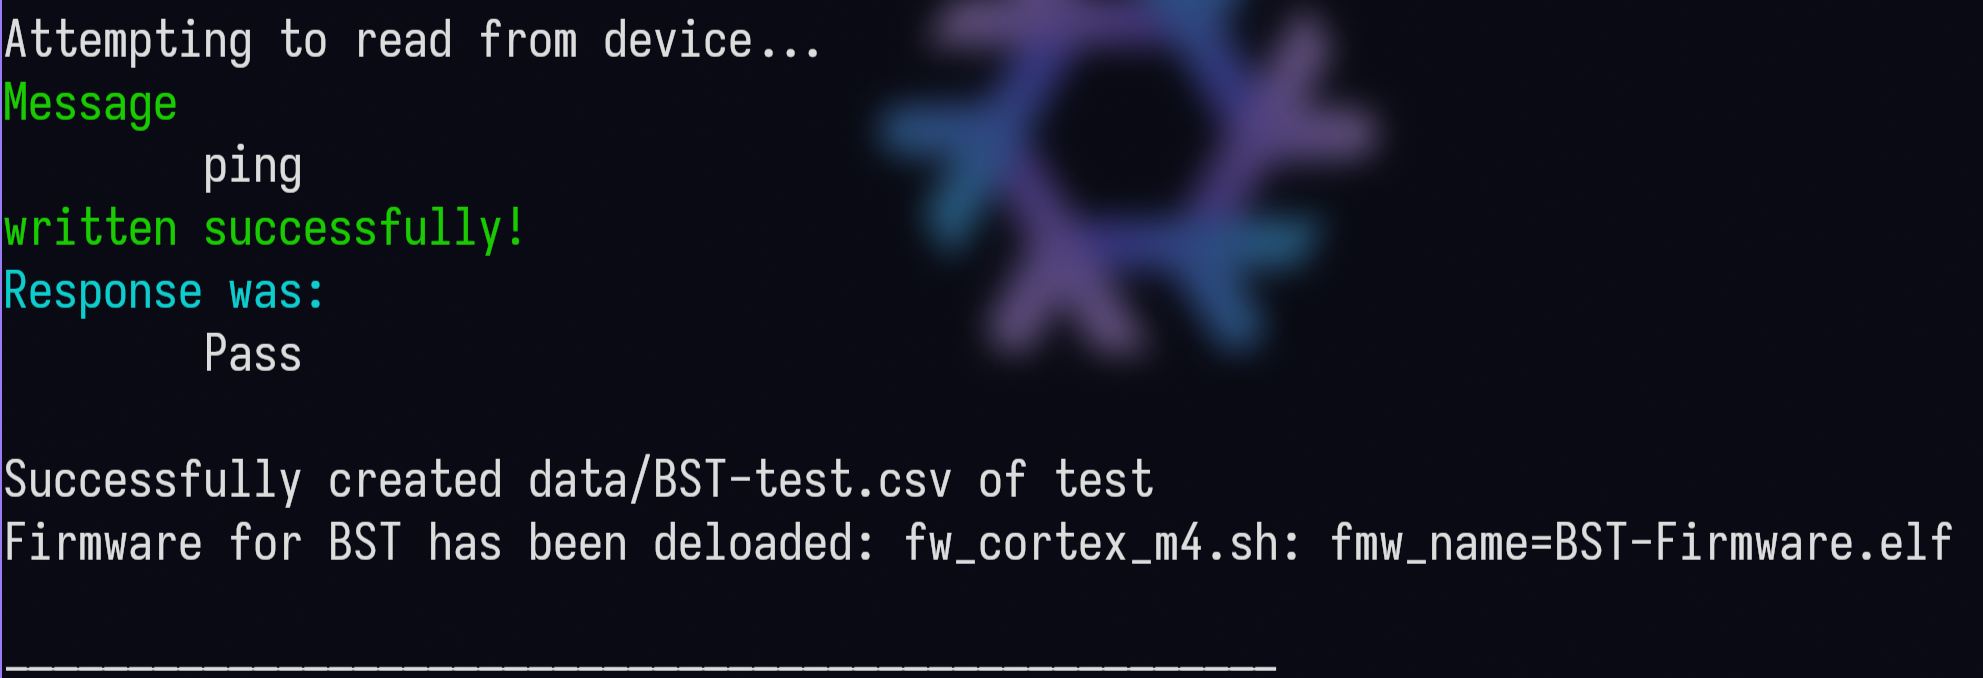 Attempting to read from device...
Message
ping
written successfully!
Response was:
Pass
Successfully created data/BST-test.csv of test
Firmware for BST has been deloaded: fw_cortex_m4.sh: fmw_name=BST-Firmware.elf
___________________________________________________